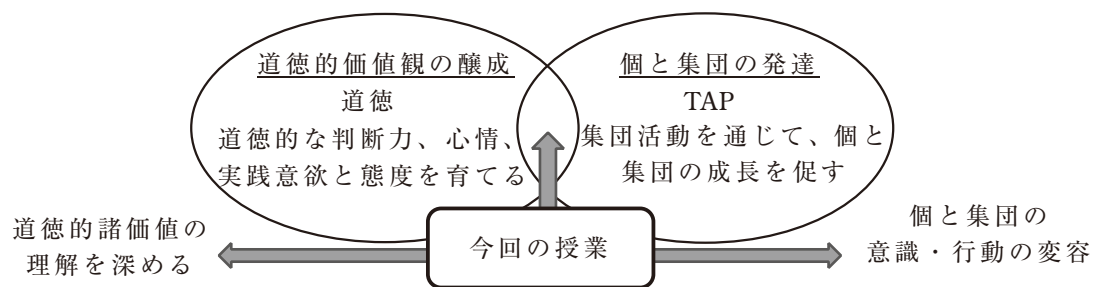 道徳的価値観の醸成
道徳
道徳的な判断力、心情、
実践意欲と態度を育てる
個と集団の発達
TAP
集団活動を通じて、個と
集団の成長を促す
道徳的諸価値の
理解を深める
今回の授業
個と集団の
意識・行動の変容